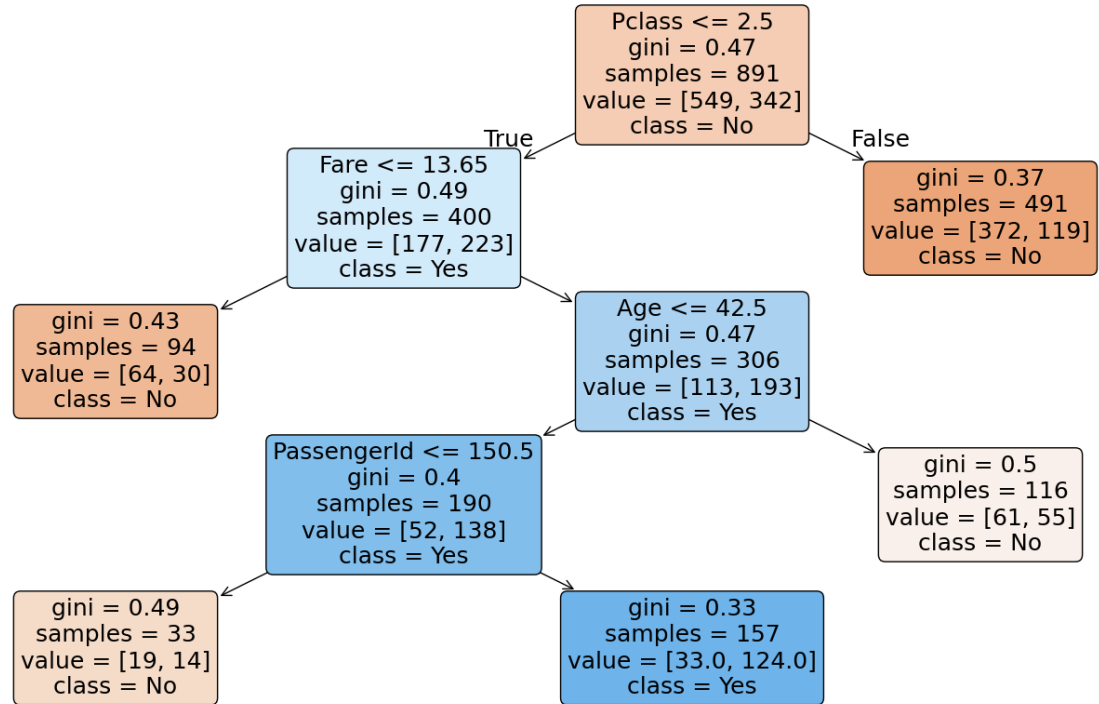 Pclass <= 2.5
gini = 0.47
samples = 891
value = [549, 342]
class = No
True
False
Fare <= 13.65
gini = 0.49
samples = 400
value = [177, 223]
class = Yes
gini = 0.37
samples = 491
value = [372, 119]
class = No
gini = 0.43
samples = 94
value = [64, 30]
class = No
Age <= 42.5
gini = 0.47
samples = 306
value = [113, 193]
class = Yes
PassengerId <= 150.5
gini = 0.4
samples = 190
value = [52, 138]
class = Yes
gini = 0.5
samples = 116
value = [61, 55]
class = No
gini = 0.49
samples = 33
value = [19, 14]
class = No
gini = 0.33
samples = 157
value = [33.0, 124.0]
class = Yes